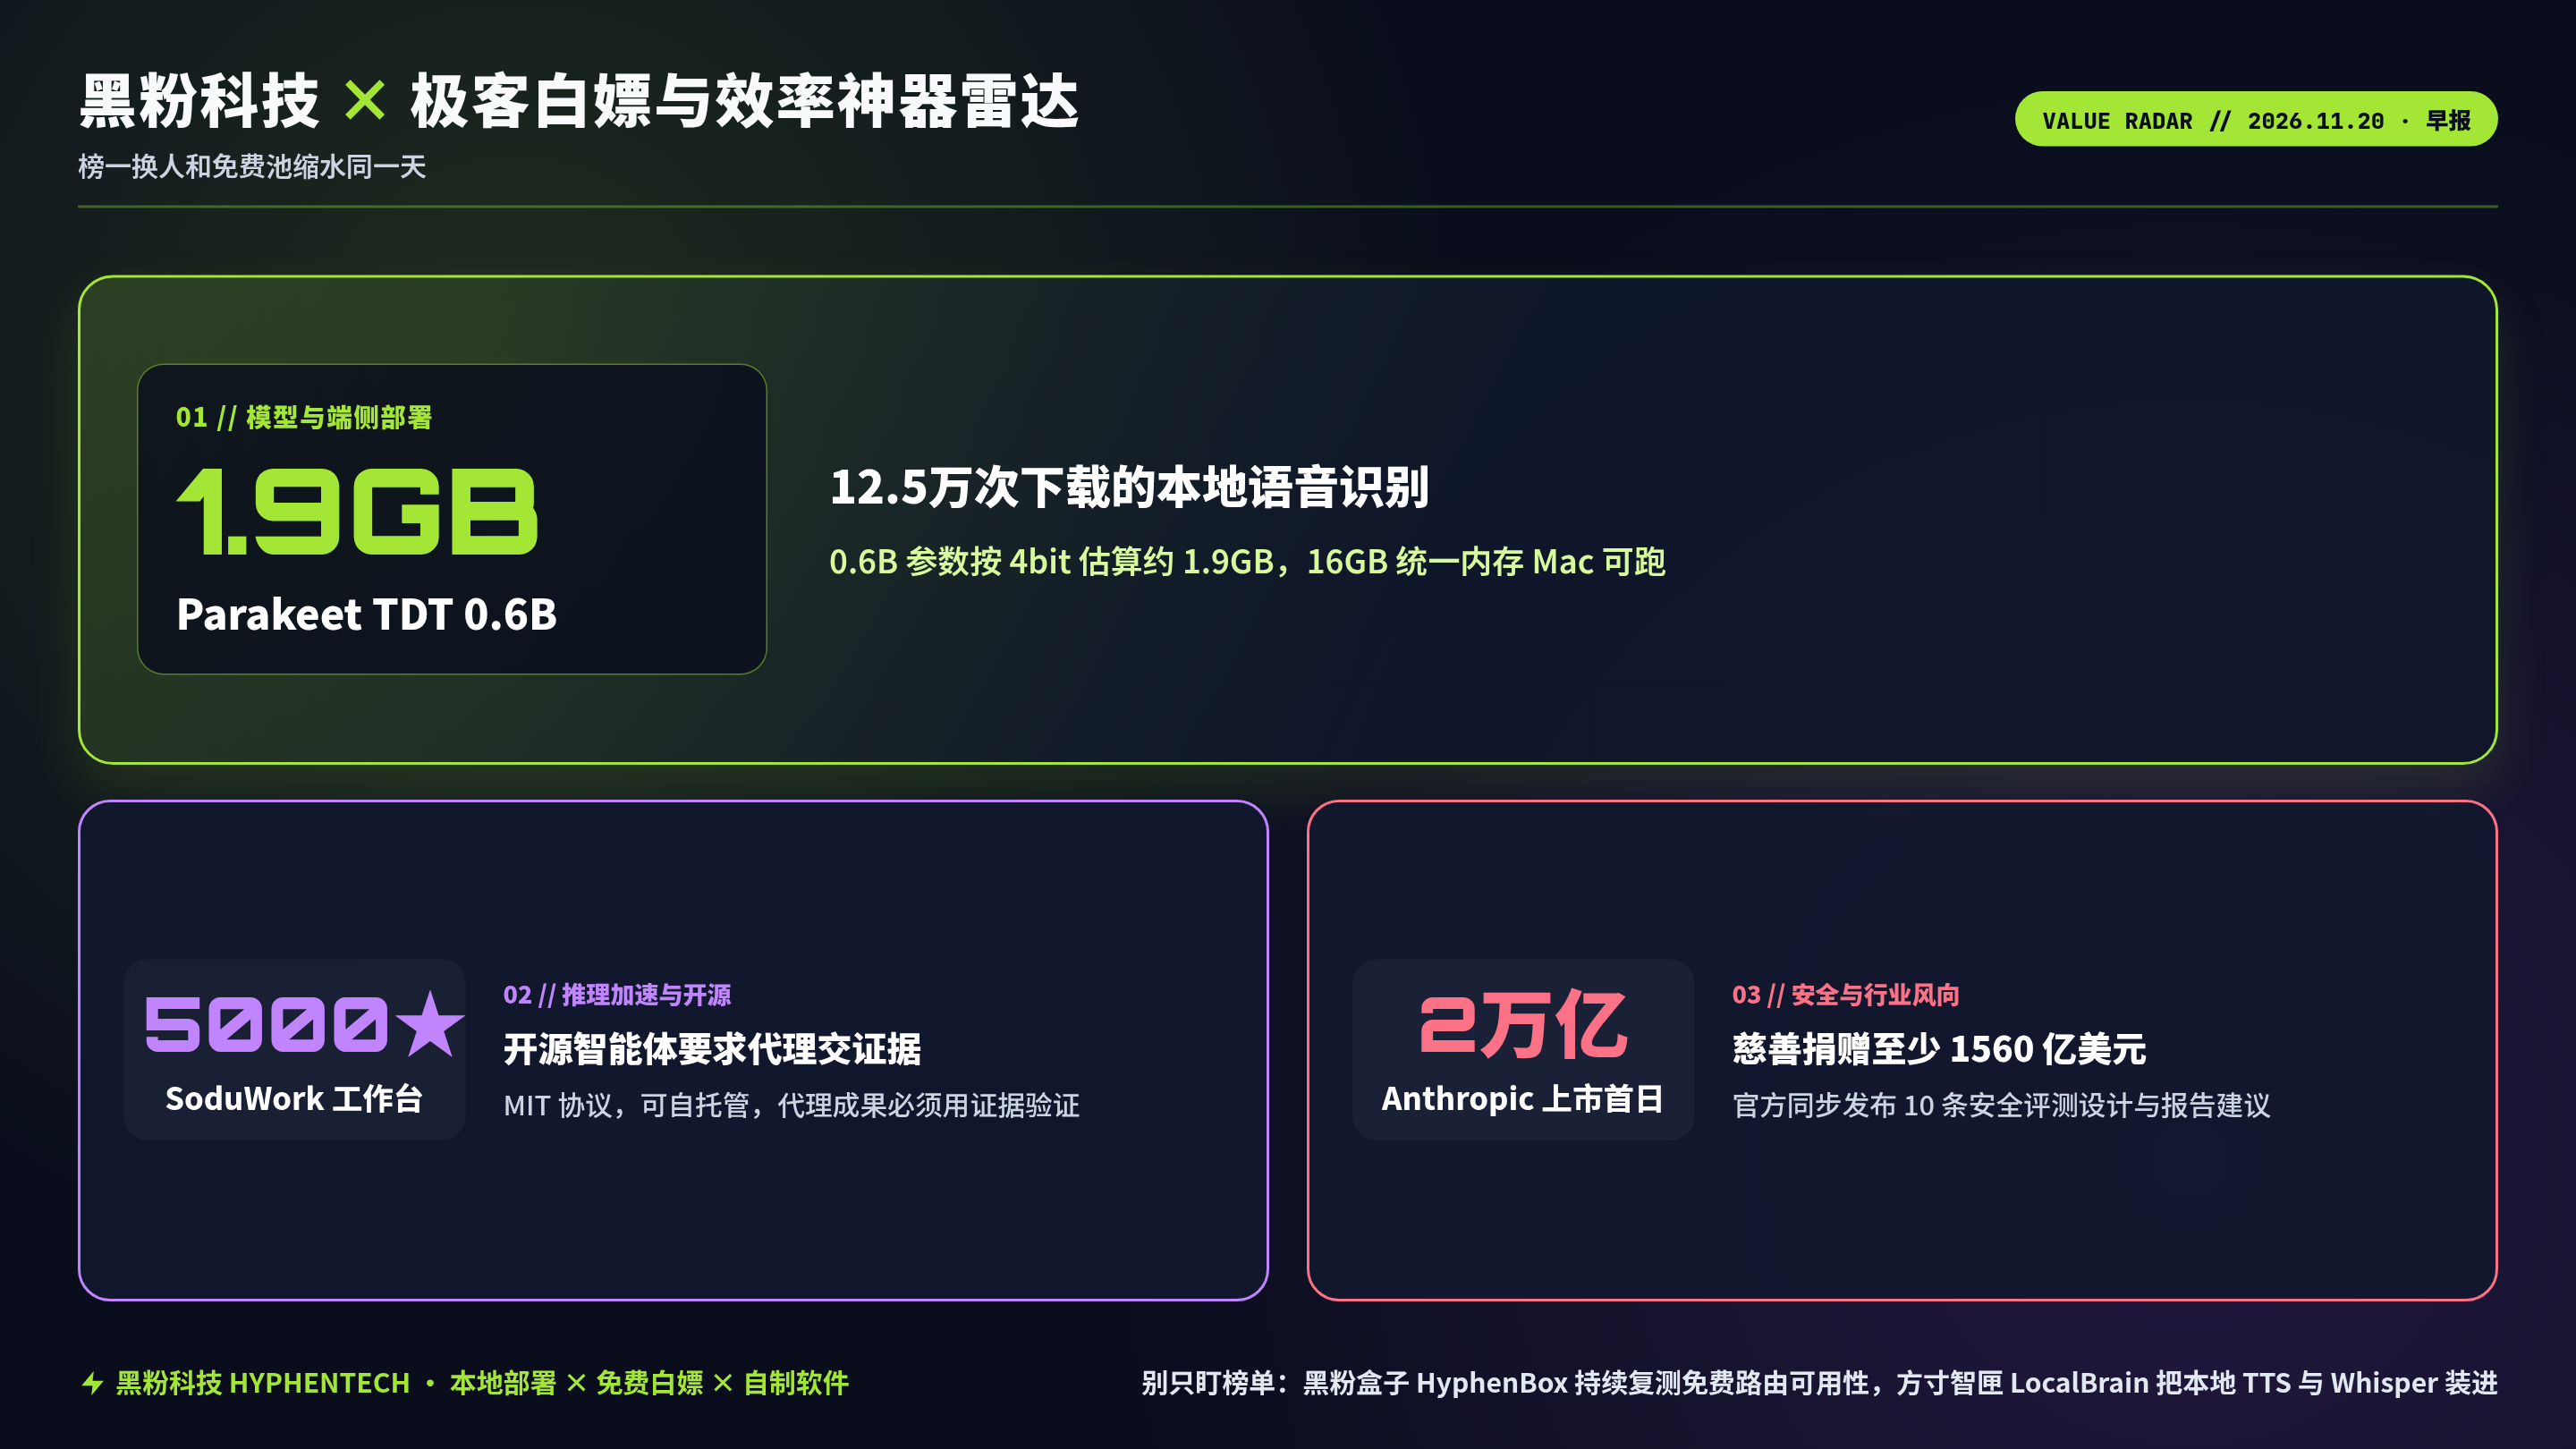 黑粉科技 × 极客白嫖与效率神器雷达
榜一换人和免费池缩水同一天
VALUE RADAR // 2026.11.20 · 早报
01 // 模型与端侧部署
1.9GB
Parakeet TDT 0.6B
12.5万次下载的本地语音识别
0.6B 参数按 4bit 估算约 1.9GB，16GB 统一内存 Mac 可跑
5000★
SoduWork 工作台
02 // 推理加速与开源
开源智能体要求代理交证据
MIT 协议，可自托管，代理成果必须用证据验证
2万亿
Anthropic 上市首日
03 // 安全与行业风向
慈善捐赠至少 1560 亿美元
官方同步发布 10 条安全评测设计与报告建议
黑粉科技 HYPHENTECH · 本地部署 × 免费白嫖 × 自制软件
别只盯榜单：黑粉盒子 HyphenBox 持续复测免费路由可用性，方寸智匣 LocalBrain 把本地 TTS 与 Whisper 装进